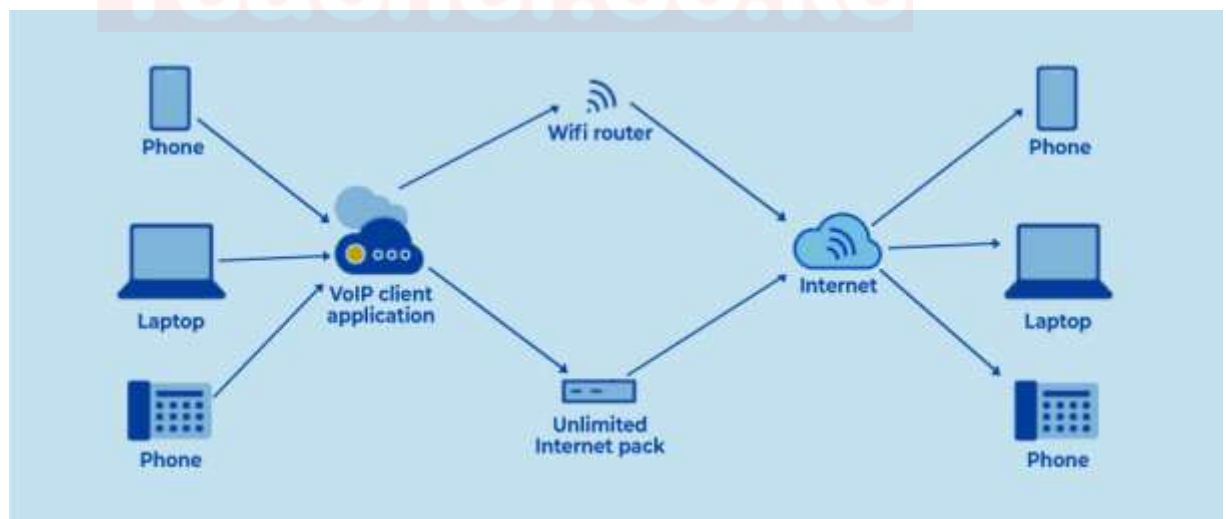 Phone
Wifi router
Phone
Laptop
VoIP client
application
Internet
Laptop
Phone
Unlimited
Internet pack
Phone